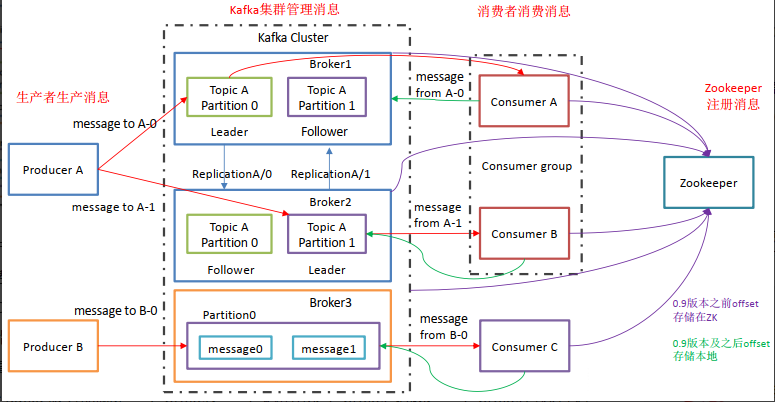 Kafka集群管理消息
消费者消费消息
Kafka Cluster
Broker1
Topic A
Partition 0
Topic A
Partition 1
Leader
Follower
message
from A-0
Consumer A
Zookeeper
注册消息
生产者生产消息
message to A-0
Producer A
message to A-1
ReplicationA/0
ReplicationA/1
Consumer group
Zookeeper
Broker2
Topic A
Partition 0
Topic A
Partition 1
Follower
Leader
message
from A-1
Consumer B
message to B-0
Producer B
Broker3
Partition0
message0
message1
message
from B-0
Consumer C
0.9版本之前offset
存储在ZK
0.9版本及之后offset
存储本地